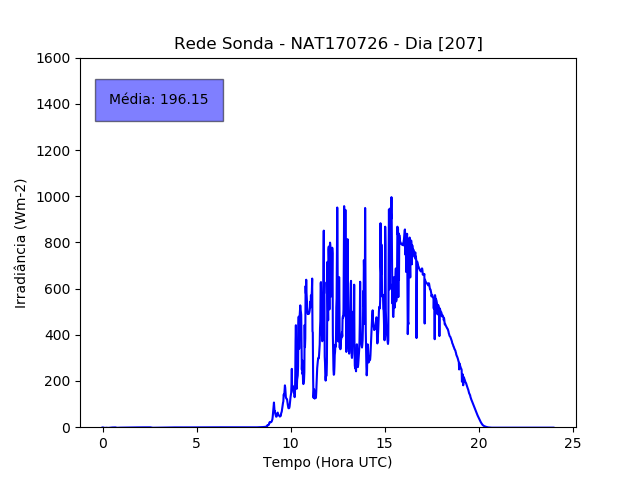 Rede Sonda - NAT170726 - Dia [207]
1600
1400
1200
1000
800
600
400
200
0
Irradiância (Wm-2)
Média: 196.15
0 5 10 15 20 25
Tempo (Hora UTC)